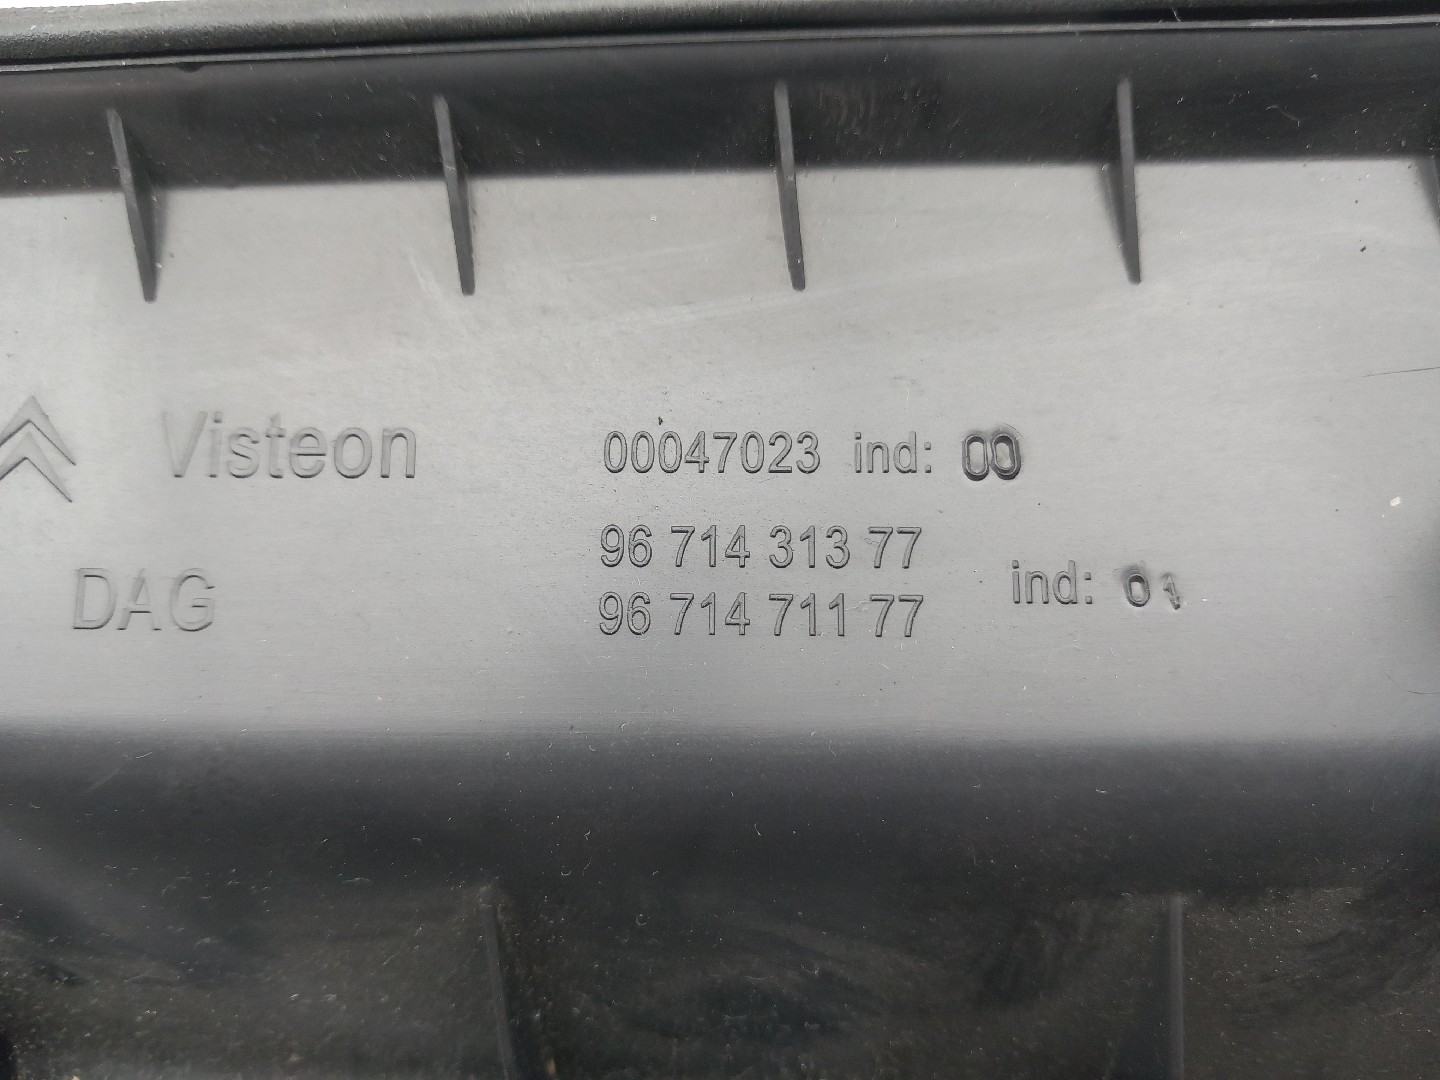 Visteon 00047023 ind: 00
96 714 313 77
DAG ind: 01
96 714 711 77